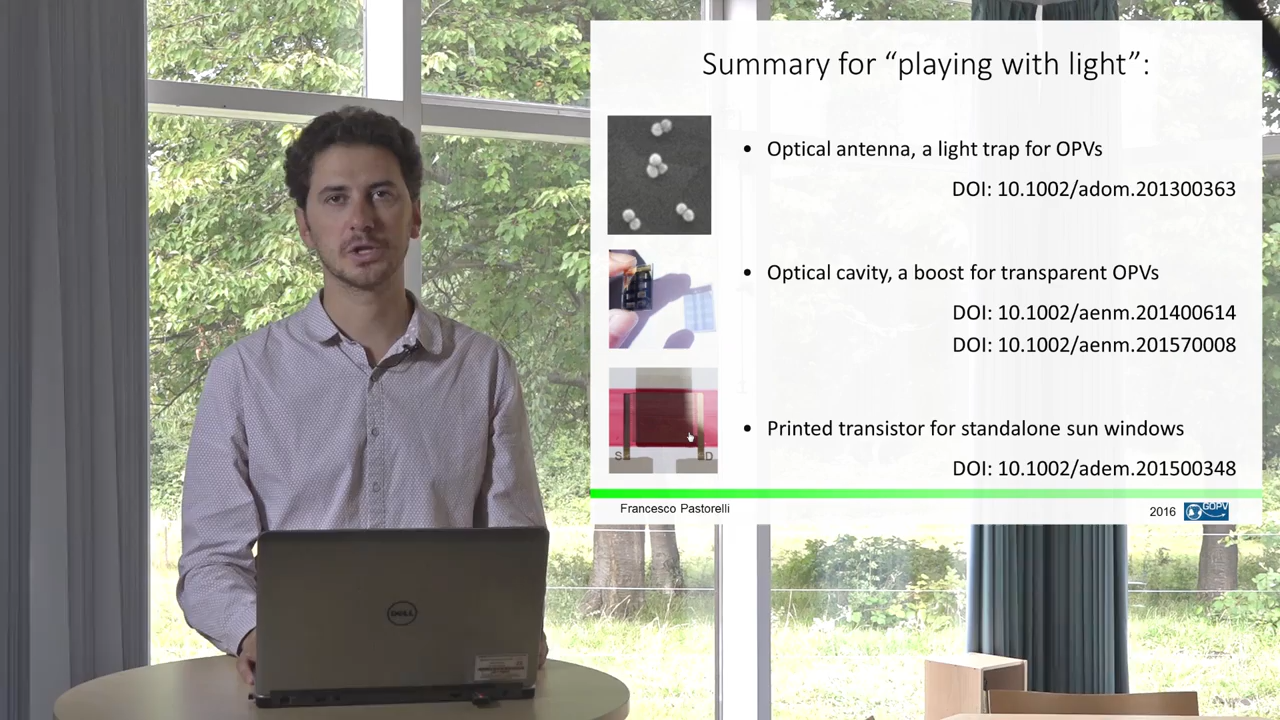 Summary for “playing with light”:
• Optical antenna, a light trap for OPVs
DOI: 10.1002/adom.201300363
• Optical cavity, a boost for transparent OPVs
DOI: 10.1002/aenm.201400614
DOI: 10.1002/aenm.201570008
• Printed transistor for standalone sun windows
DOI: 10.1002/adem.201500348
S D
Francesco Pastorelli
2016
GOPV
DELL